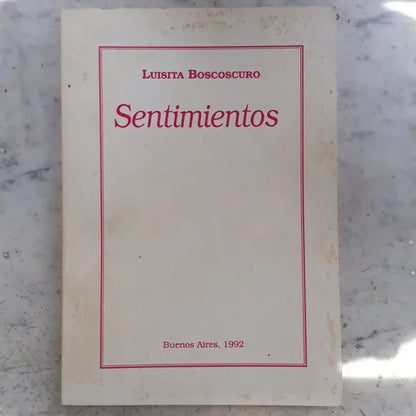 LUISITA BOSCOSCURO
Sentimientos
Buenos Aires, 1992